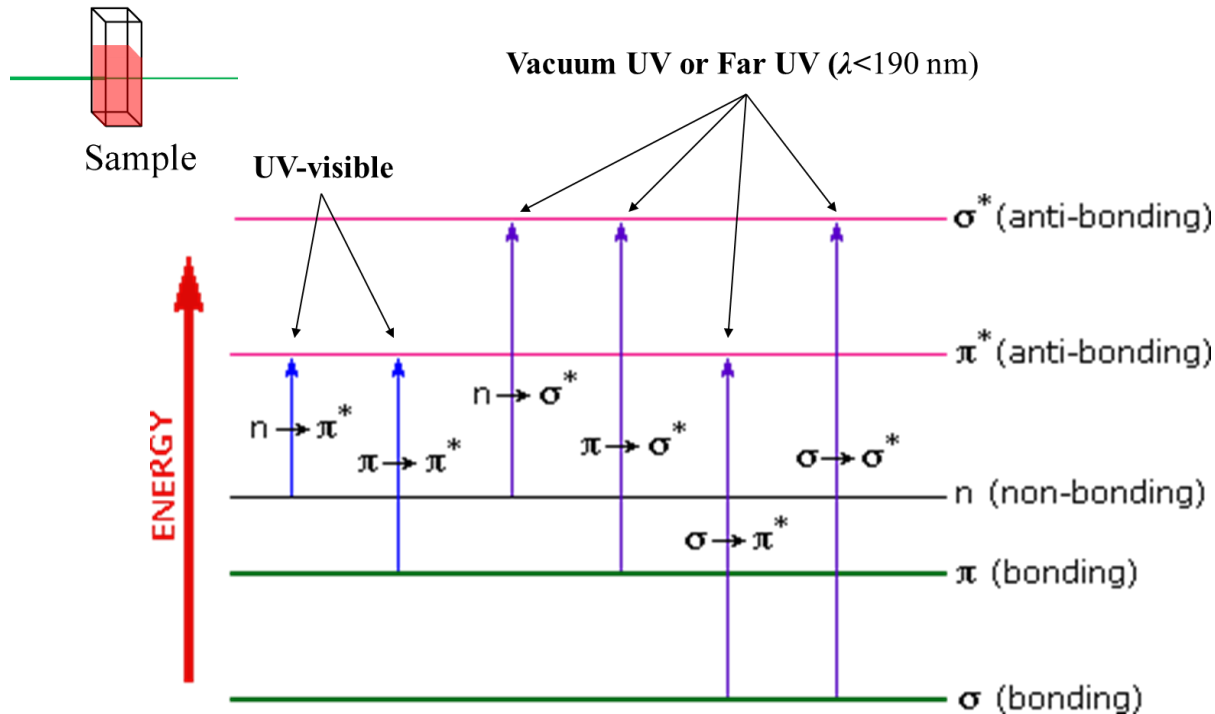 Vacuum UV or Far UV (λ<190 nm)
Sample
UV-visible
σ* (anti-bonding)
π* (anti-bonding)
n→σ*
n→π*
π→σ*
π→π*
σ→σ*
ENERGY
n (non-bonding)
σ→π*
π (bonding)
σ (bonding)